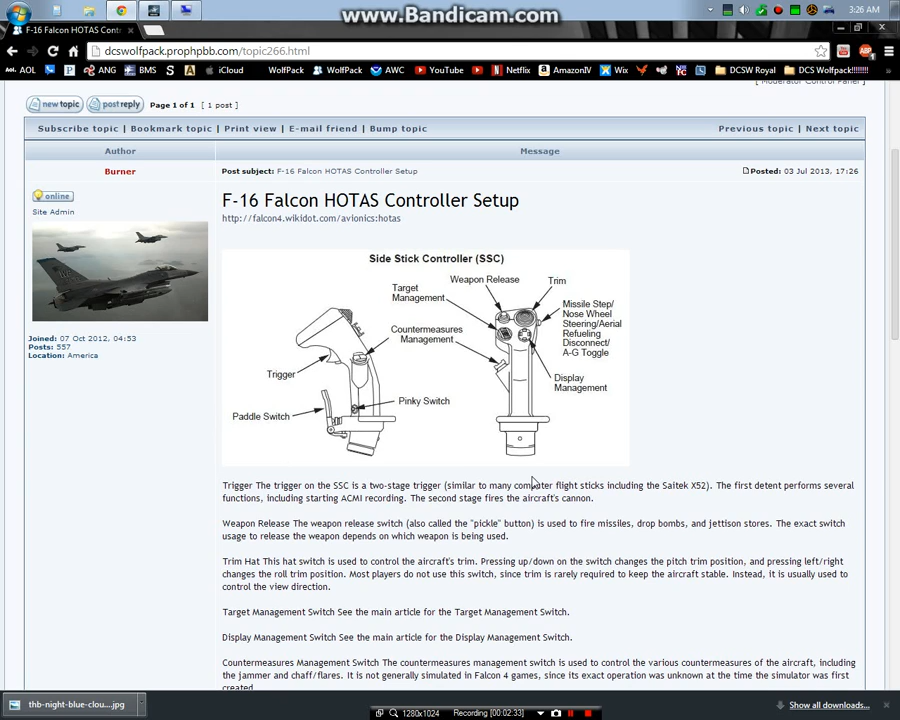 www.Bandicam.com
3:26 AM
F-16 Falcon HOTAS Cont
dcswolfpack.prophpbb.com/topic266.html
AOL
ANG
BMS
S
iCloud
WolfPack
WolfPack
AWC
YouTube
Netflix
AmazonIV
Wix
DCSW Royal
DCS Wolfpack!!!!!!!
[ Moderator Control Panel ]
new topic post reply Page 1 of 1 [ 1 post ]
Subscribe topic | Bookmark topic | Print view | E-mail friend | Bump topic Previous topic | Next topic
Author Message
Burner Post subject: F-16 Falcon HOTAS Controller Setup Posted: 03 Jul 2013, 17:26
online
Site Admin
Joined: 07 Oct 2012, 04:53
Posts: 557
Location: America
F-16 Falcon HOTAS Controller Setup
http://falcon4.wikidot.com/avionics:hotas
Side Stick Controller (SSC)
Weapon Release
Trim
Target
Management
Missile Step/
Nose Wheel
Steering/Aerial
Refueling
Disconnect/
A-G Toggle
Countermeasures
Management
Trigger
Display
Management
Pinky Switch
Paddle Switch
Trigger The trigger on the SSC is a two-stage trigger (similar to many computer flight sticks including the Saitek X52). The first detent performs several
functions, including starting ACMI recording. The second stage fires the aircraft's cannon.
Weapon Release The weapon release switch (also called the "pickle" button) is used to fire missiles, drop bombs, and jettison stores. The exact switch
usage to release the weapon depends on which weapon is being used.
Trim Hat This hat switch is used to control the aircraft's trim. Pressing up/down on the switch changes the pitch trim position, and pressing left/right
changes the roll trim position. Most players do not use this switch, since trim is rarely required to keep the aircraft stable. Instead, it is usually used to
control the view direction.
Target Management Switch See the main article for the Target Management Switch.
Display Management Switch See the main article for the Display Management Switch.
Countermeasures Management Switch The countermeasures management switch is used to control the various countermeasures of the aircraft, including
the jammer and chaff/flares. It is not generally simulated in Falcon 4 games, since its exact operation was unknown at the time the simulator was first
created.
thb-night-blue-clou....jpg
Show all downloads...
1280x1024 Recording [00:02:33]